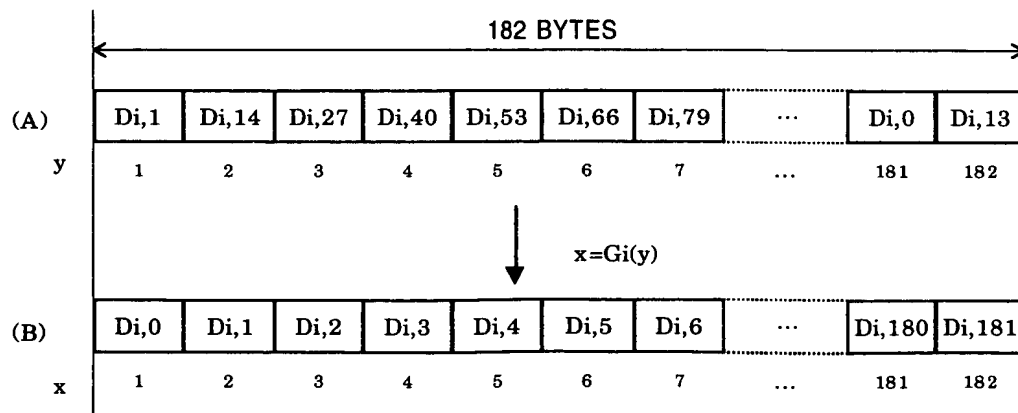 182 BYTES
(A) Di,1 Di,14 Di,27 Di,40 Di,53 Di,66 Di,79 ... Di,0 Di,13
y 1 2 3 4 5 6 7 ... 181 182
x=Gi(y)
(B) Di,0 Di,1 Di,2 Di,3 Di,4 Di,5 Di,6 ... Di,180 Di,181
x 1 2 3 4 5 6 7 ... 181 182